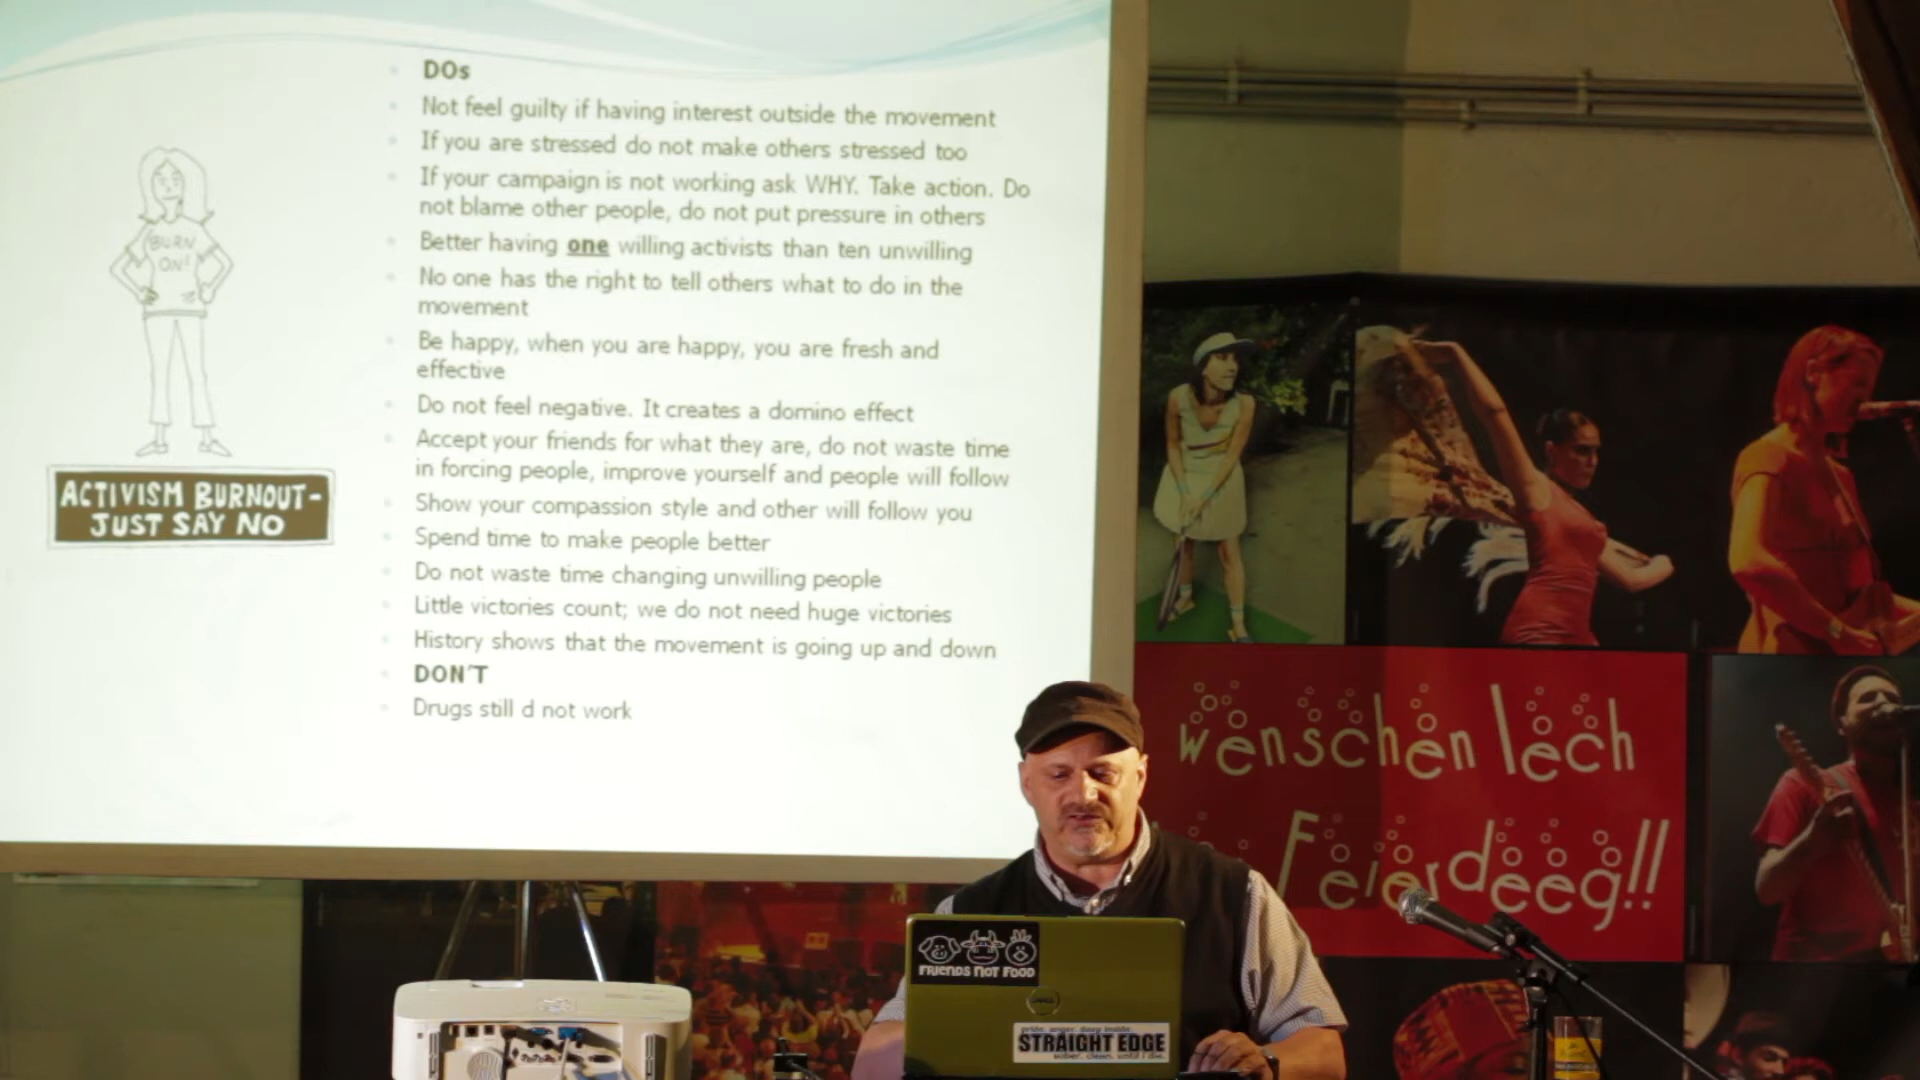 DOs
Not feel guilty if having interest outside the movement
If you are stressed do not make others stressed too
If your campaign is not working ask WHY. Take action. Do
not blame other people, do not put pressure in others
Better having one willing activists than ten unwilling
No one has the right to tell others what to do in the
movement
Be happy, when you are happy, you are fresh and
effective
Do not feel negative. It creates a domino effect
Accept your friends for what they are, do not waste time
in forcing people, improve yourself and people will follow
Show your compassion style and other will follow you
Spend time to make people better
Do not waste time changing unwilling people
Little victories count; we do not need huge victories
History shows that the movement is going up and down
DON'T
Drugs still d not work
BURN
ON!
ACTIVISM BURNOUT-
JUST SAY NO
wenschen lech
Feierdeeg!!
FRIENDS NOT FOOD
DELL
STRAIGHT EDGE
sober. clean. until i die.